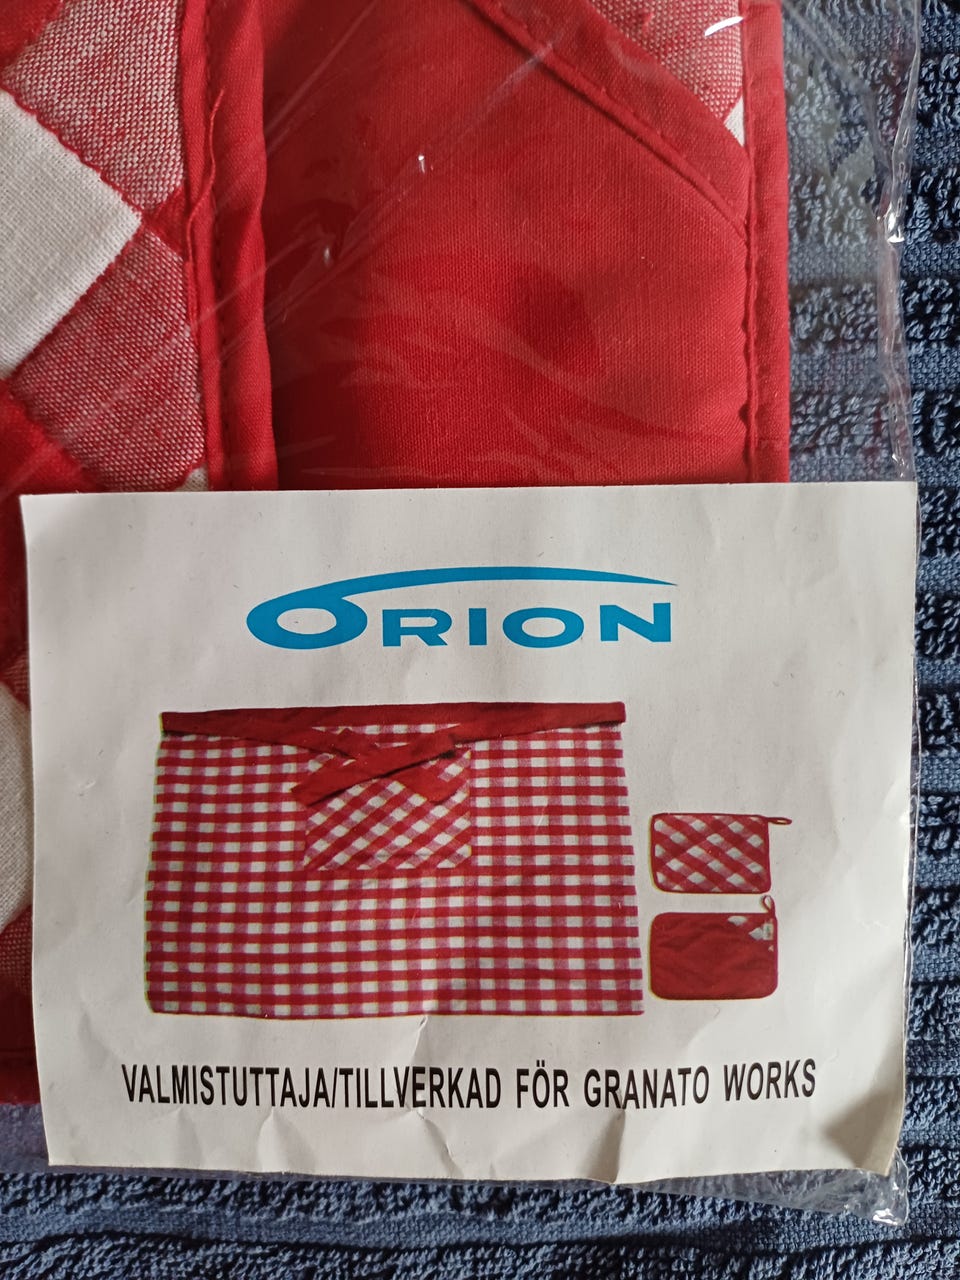 ORION
VALMISTUTTAJA/TILLVERKAD FÖR GRANATO WORKS